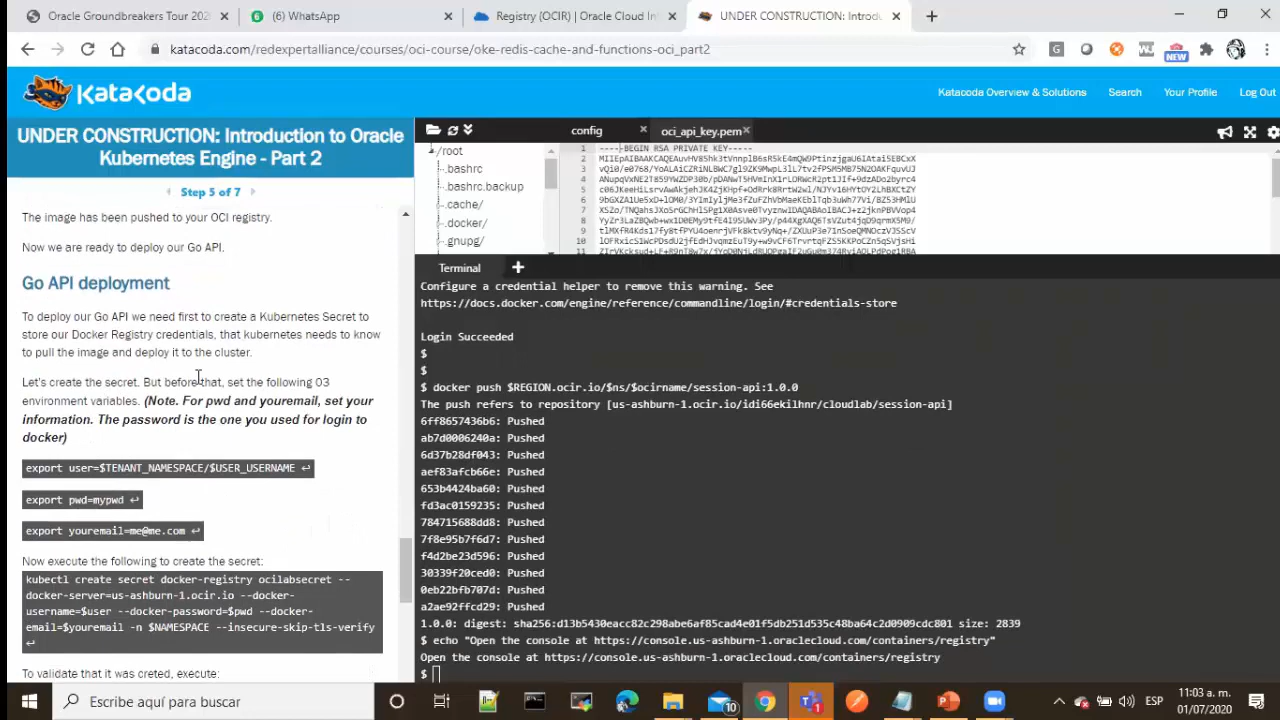 Oracle Groundbreakers Tour 202
(6) WhatsApp
Registry (OCIR) | Oracle Cloud Inf
UNDER CONSTRUCTION: Introdu
katacoda.com/redexpertalliance/courses/oci-course/oke-redis-cache-and-functions-oci_part2
NEW
KataKoda
Katacoda Overview & Solutions
Search
Your Profile
Log Out
UNDER CONSTRUCTION: Introduction to Oracle
Kubernetes Engine - Part 2
Step 5 of 7
The image has been pushed to your OCI registry.
Now we are ready to deploy our Go API.
Go API deployment
To deploy our Go API we need first to create a Kubernetes Secret to
store our Docker Registry credentials, that kubernetes needs to know
to pull the image and deploy it to the cluster.
Let's create the secret. But before that, set the following 03
environment variables. (Note. For pwd and youremail, set your
information. The password is the one you used for login to
docker)
export user=$TENANT_NAMESPACE/$USER_USERNAME
export pwd=mypwd
export youremail=me@me.com
Now execute the following to create the secret:
kubectl create secret docker-registry ocilabsecret --
docker-server=us-ashburn-1.ocir.io --docker-
username=$user --docker-password=$pwd --docker-
email=$youremail -n $NAMESPACE --insecure-skip-tls-verify
To validate that it was creted, execute:
/root
.bashrc
.bashrc.backup
.cache/
.docker/
.gnupg/
config
oci_api_key.pem
1 -----BEGIN RSA PRIVATE KEY-----
2
3
4
5
6
7
8
9
10
11
Terminal
Configure a credential helper to remove this warning. See
https://docs.docker.com/engine/reference/commandline/login/#credentials-store
Login Succeeded
$
$
$ docker push $REGION.ocir.io/$ns/$ocirname/session-api:1.0.0
The push refers to repository [us-ashburn-1.ocir.io/idi66ekilhnr/cloudlab/session-api]
6ff8657436b6: Pushed
ab7d0006240a: Pushed
6d37b28df043: Pushed
aef83afcb66e: Pushed
653b4424ba60: Pushed
fd3ac0159235: Pushed
784715688dd8: Pushed
7f8e95b7f6d7: Pushed
f4d2be23d596: Pushed
30339f20ced0: Pushed
0eb22bfb707d: Pushed
a2ae92ffcd29: Pushed
1.0.0: digest: sha256:d13b5430eacc82c298abe6af85cad4e01f5db251d535c48ba64c2d0909cdc801 size: 2839
$ echo "Open the console at https://console.us-ashburn-1.oraclecloud.com/containers/registry"
Open the console at https://console.us-ashburn-1.oraclecloud.com/containers/registry
$
Escribe aquí para buscar
10
1
ESP
11:03 a. m.
01/07/2020